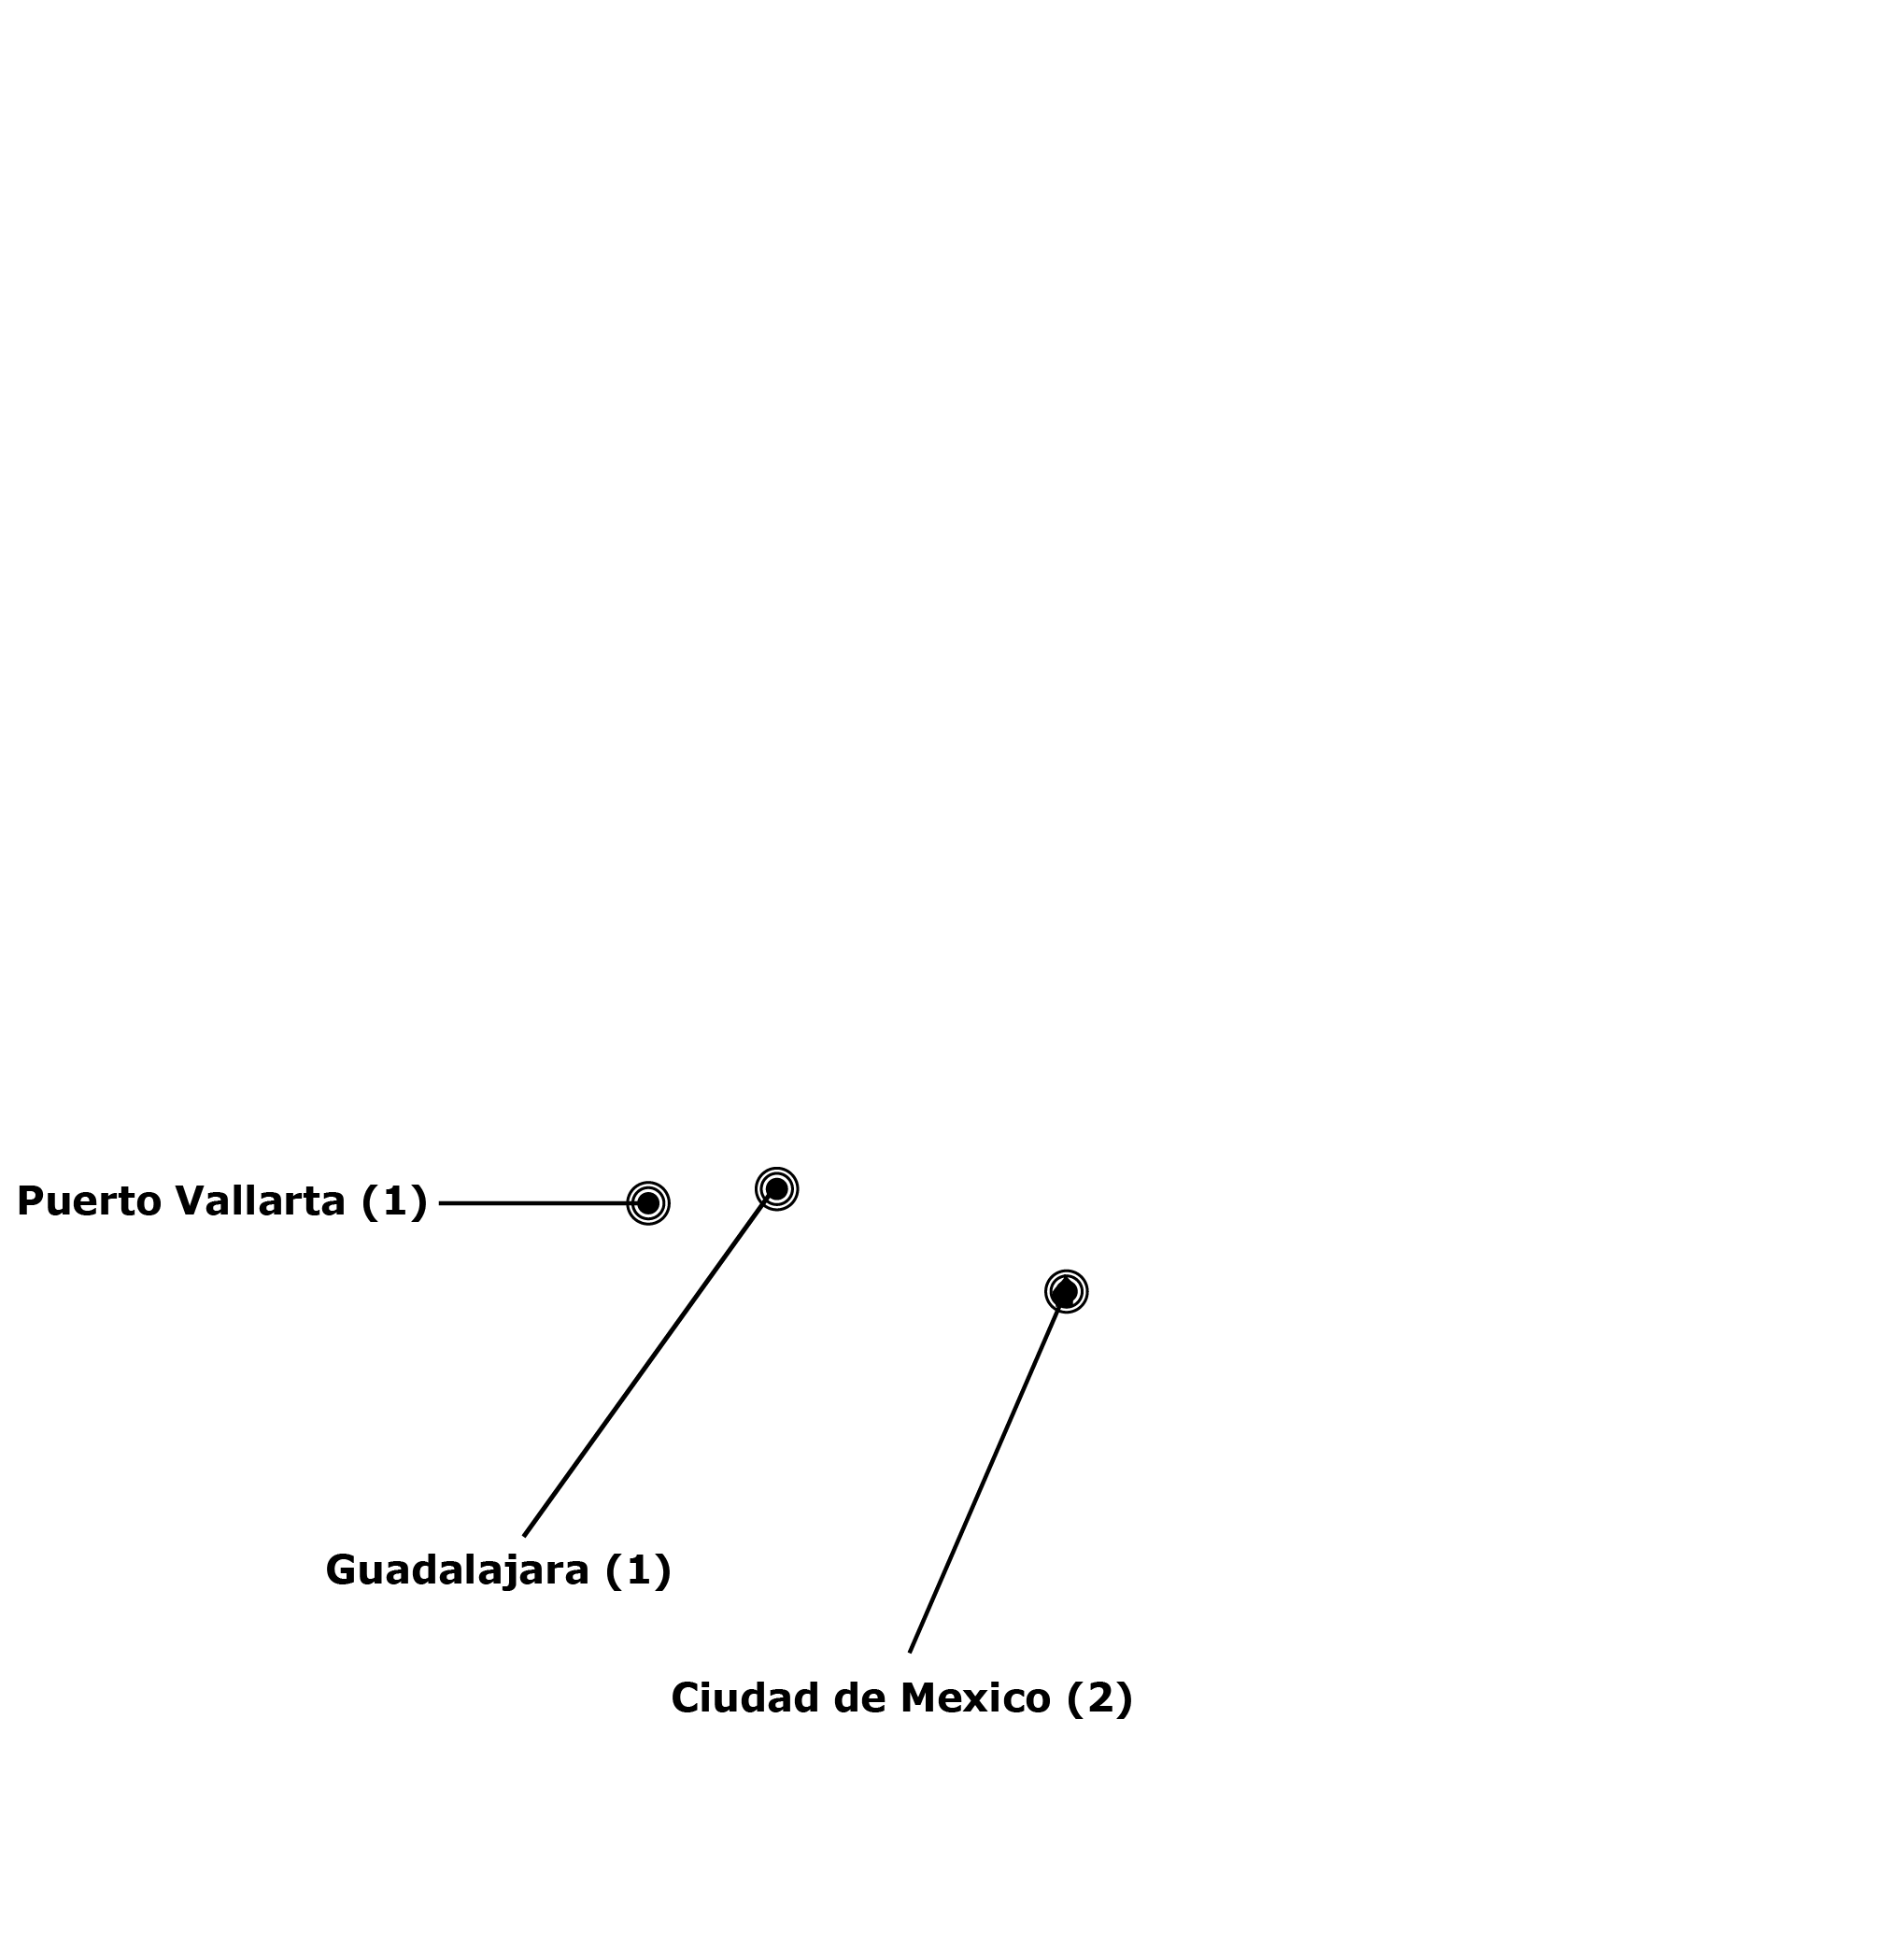 Puerto Vallarta (1)
Guadalajara (1)
Ciudad de Mexico (2)